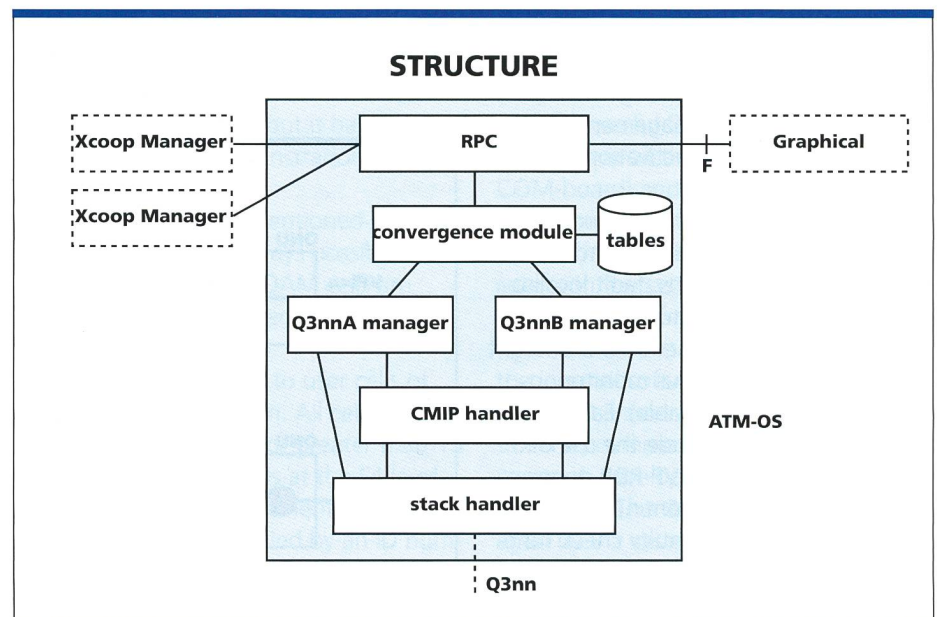 STRUCTURE
Xcoop Manager
RPC
Graphical
F
Xcoop Manager
convergence module
tables
Q3nnA manager
Q3nnB manager
CMIP handler
ATM-OS
stack handler
Q3nn